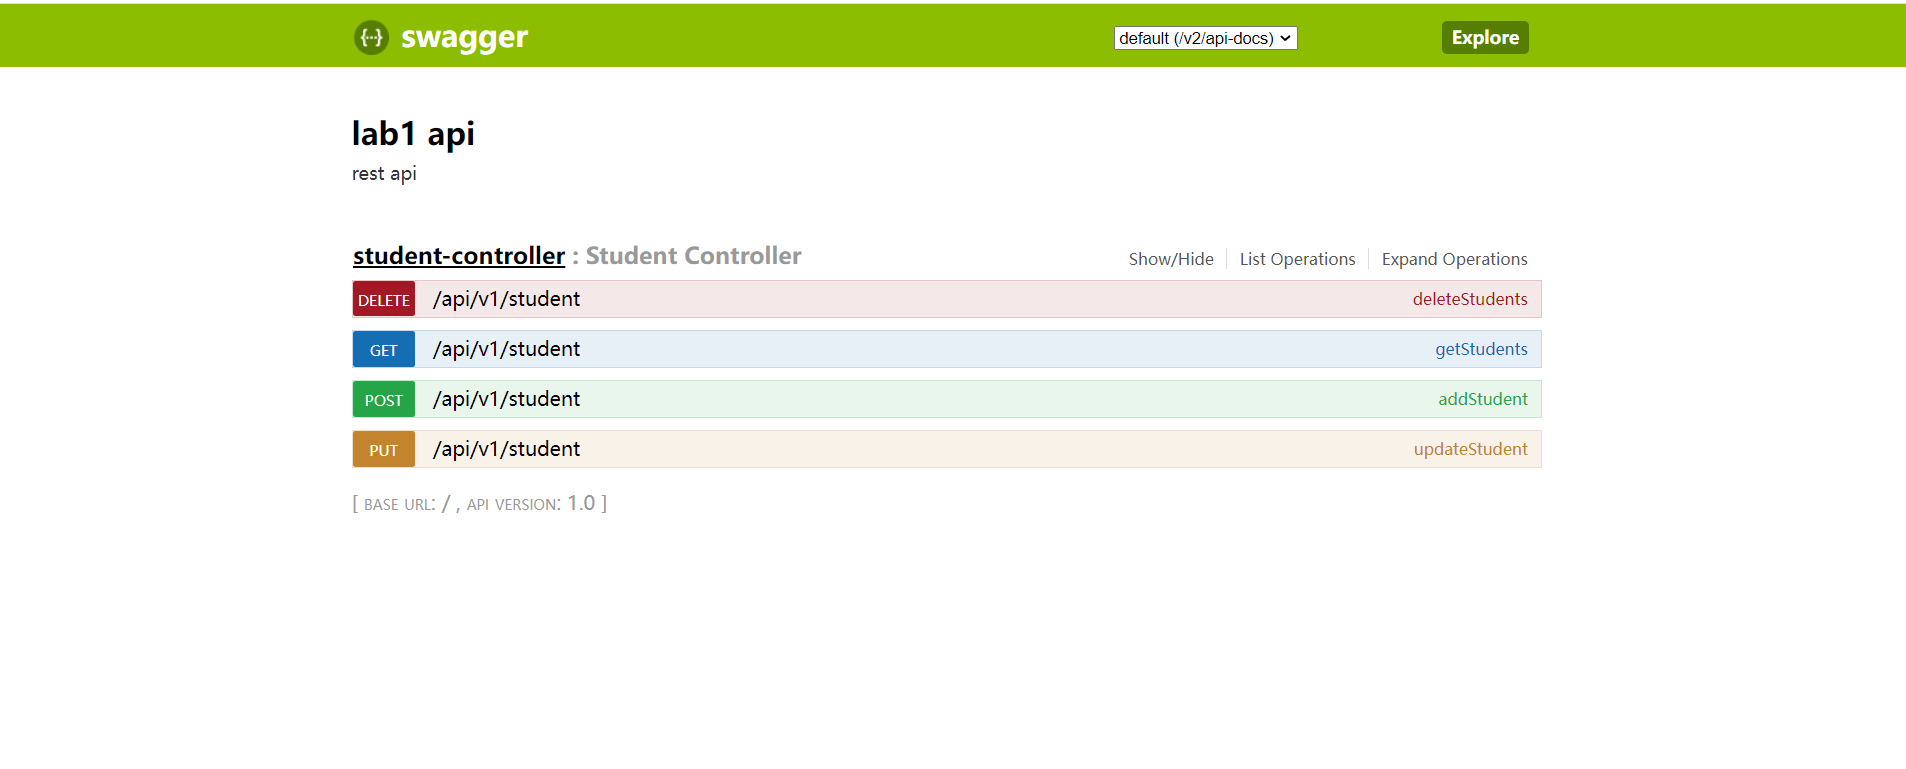 {···} swagger default (/v2/api-docs) Explore
lab1 api
rest api
student-controller : Student Controller Show/Hide List Operations Expand Operations
DELETE /api/v1/student deleteStudents
GET /api/v1/student getStudents
POST /api/v1/student addStudent
PUT /api/v1/student updateStudent
[ BASE URL: / , API VERSION: 1.0 ]